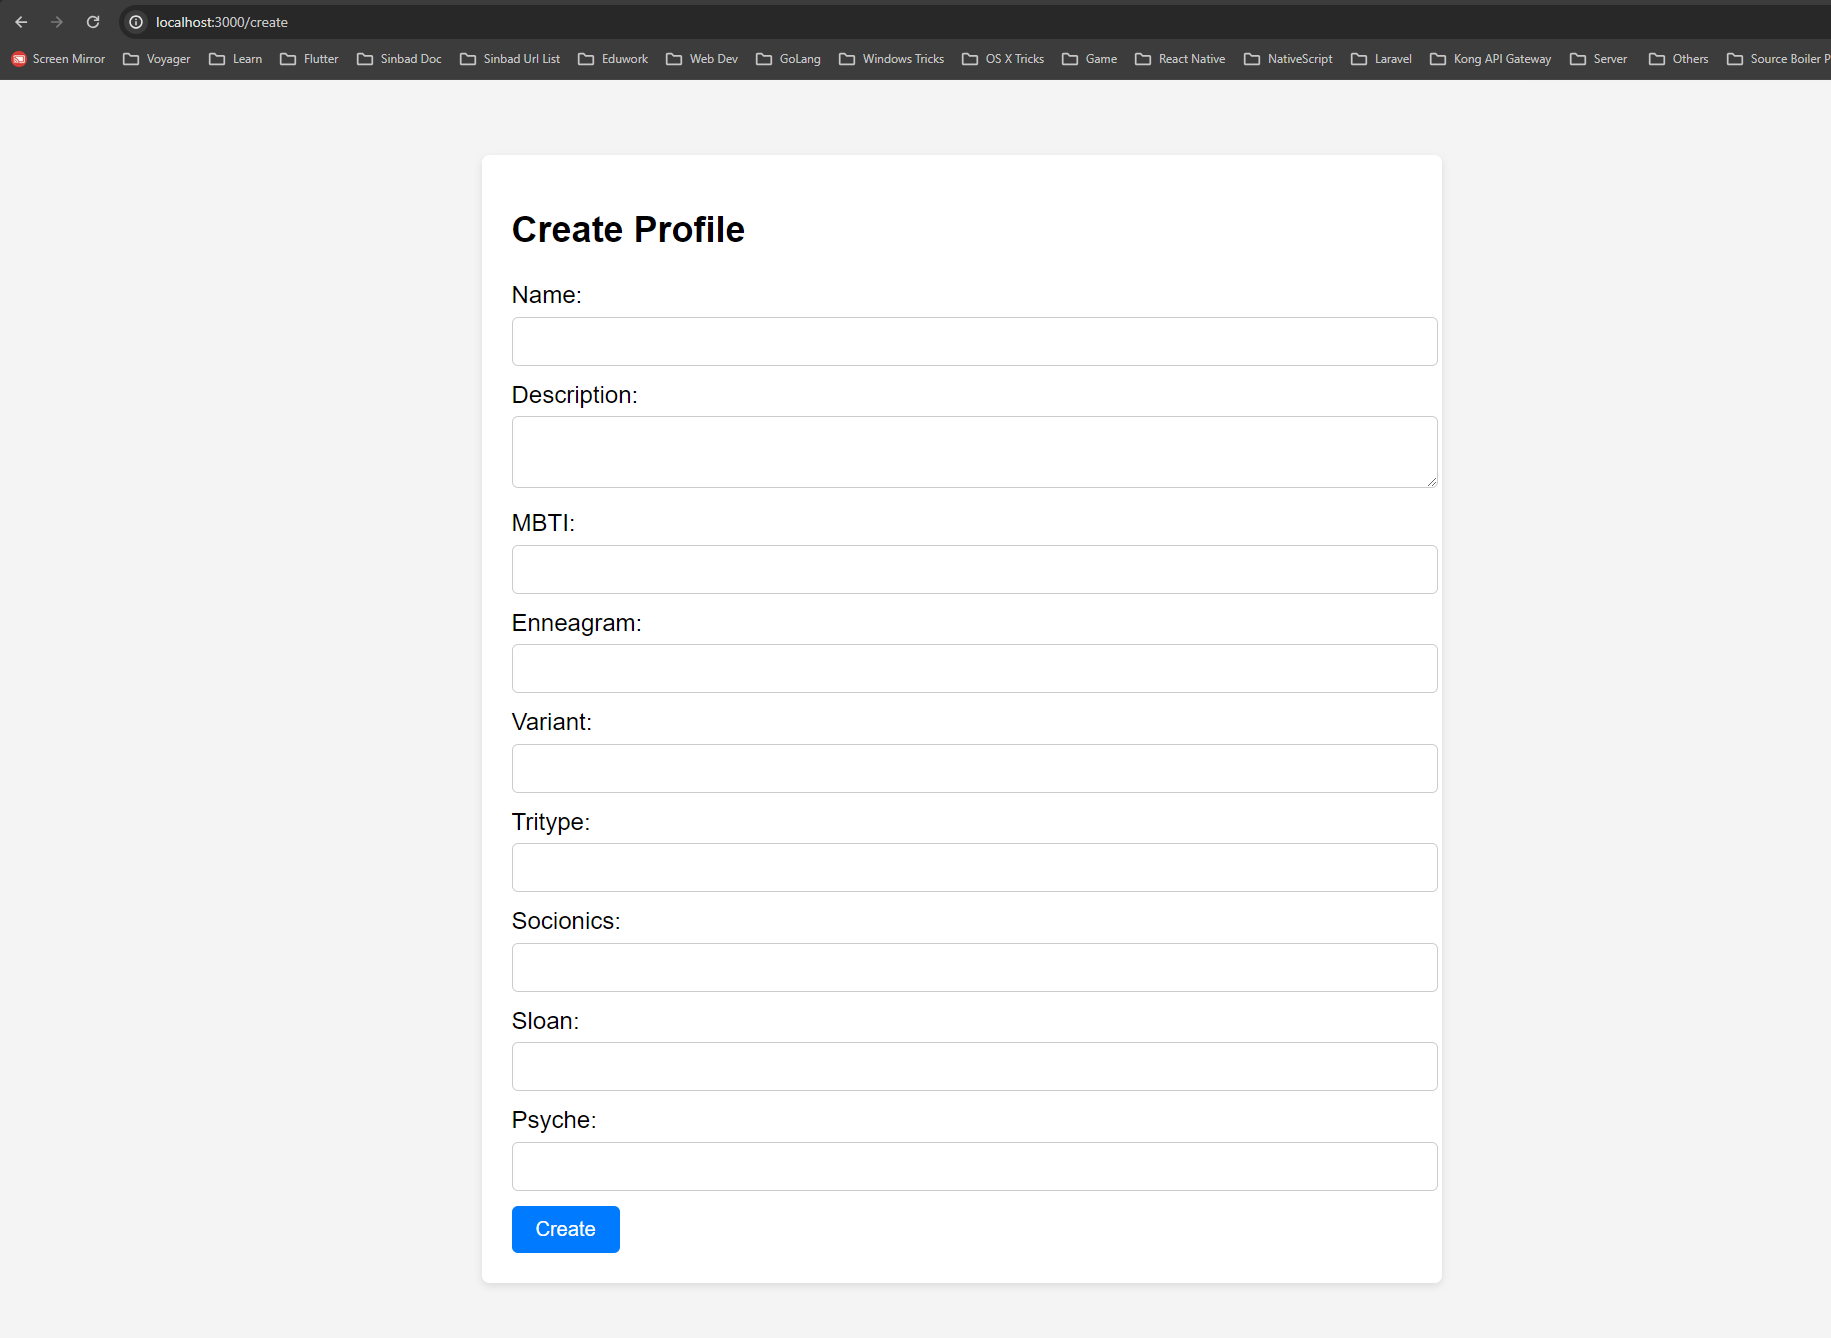 localhost:3000/create
Screen Mirror Voyager Learn Flutter Sinbad Doc Sinbad Url List Eduwork Web Dev GoLang Windows Tricks OS X Tricks Game React Native NativeScript Laravel Kong API Gateway Server Others Source Boiler P
Create Profile
Name:
Description:
MBTI:
Enneagram:
Variant:
Tritype:
Socionics:
Sloan:
Psyche:
Create